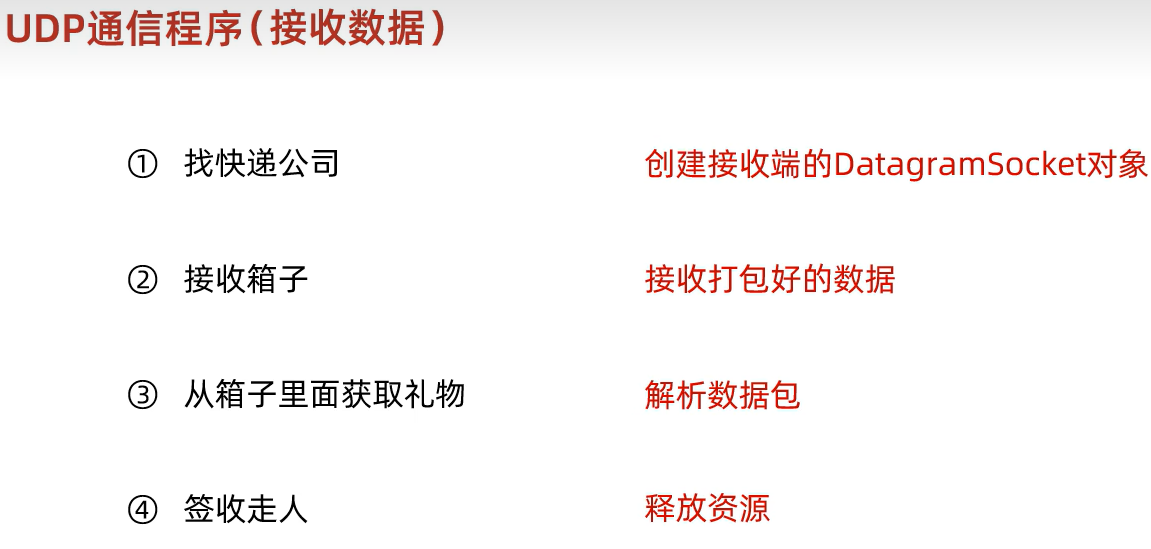 UDP通信程序（接收数据）
① 找快递公司 创建接收端的DatagramSocket对象
② 接收箱子 接收打包好的数据
③ 从箱子里面获取礼物 解析数据包
④ 签收走人 释放资源